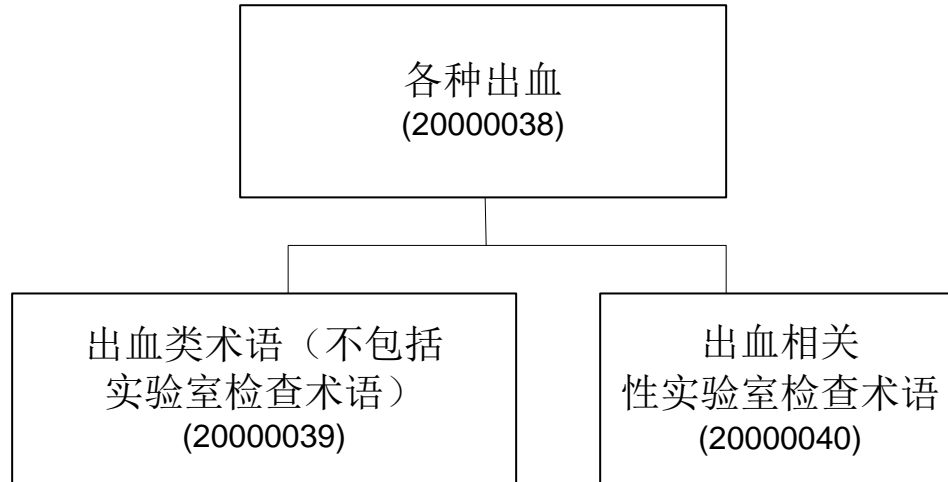 各种出血
(20000038)
出血类术语（不包括
实验室检查术语）
(20000039)
出血相关
性实验室检查术语
(20000040)